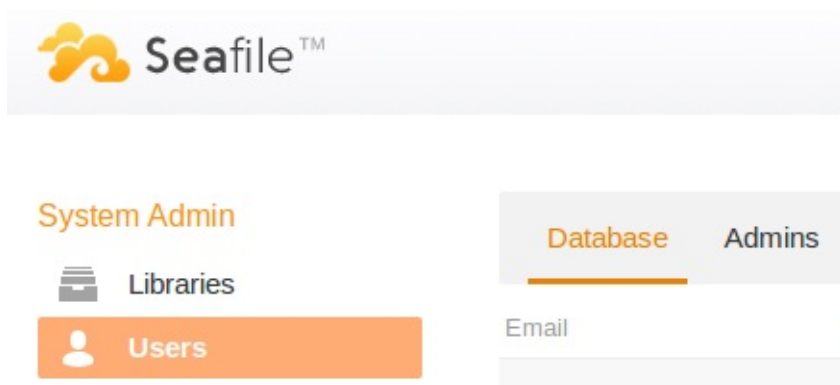 Seafile™
System Admin
Libraries
Users
Database Admins
Email